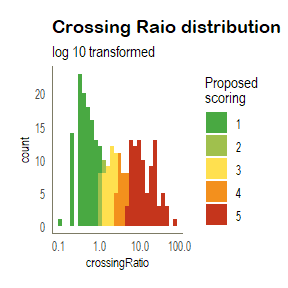 Crossing Raio distribution
log 10 transformed
Proposed
scoring
1
2
3
4
5
count
20
15
10
5
0
0.1 1.0 10.0 100.0
crossingRatio